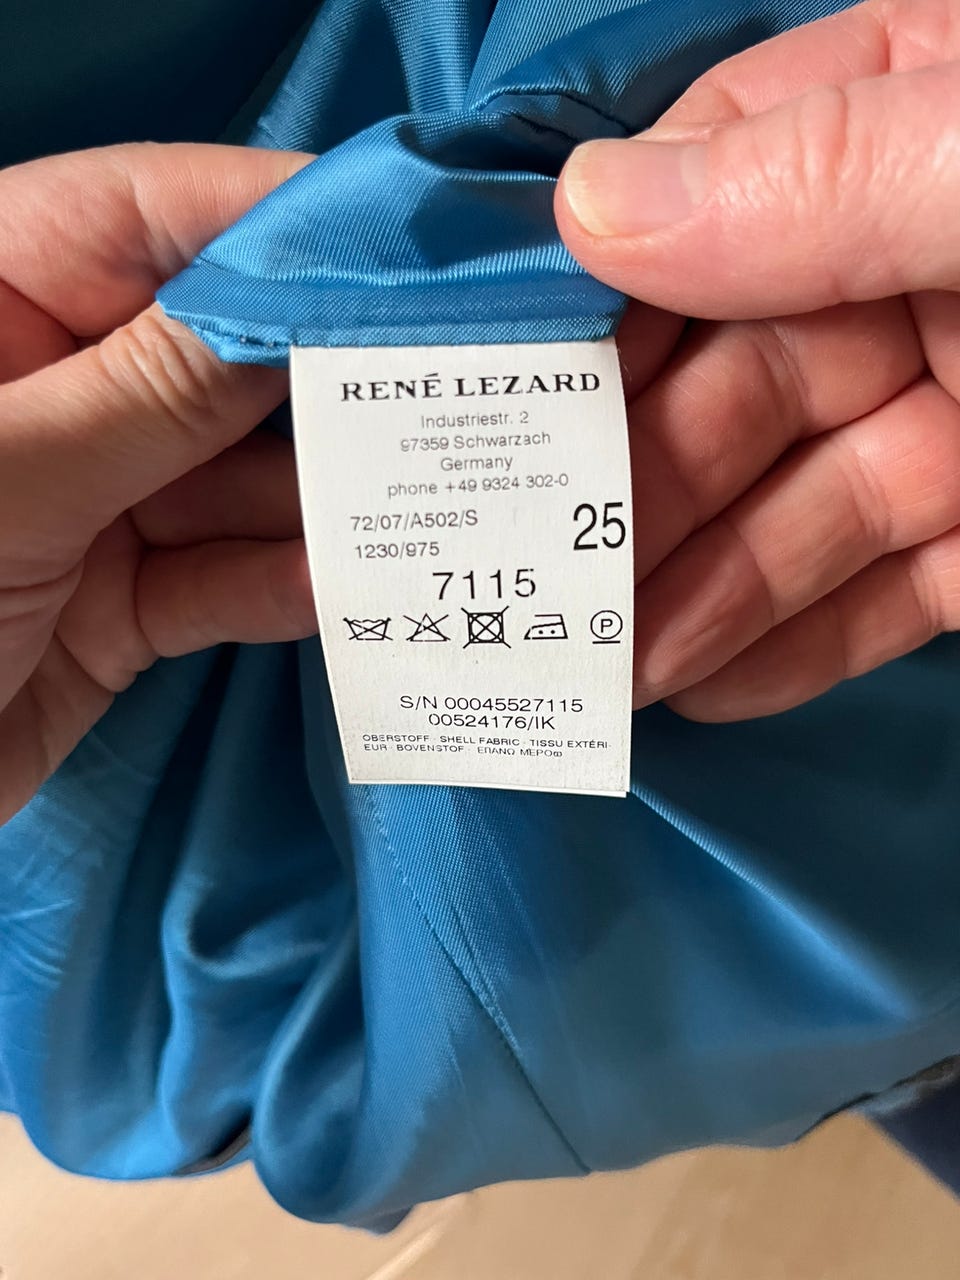 RENÉ LEZARD
Industriestr. 2
97359 Schwarzach
Germany
phone +49 9324 302-0
72/07/A502/S
25
1230/975
7115
P
S/N 00045527115
00524176/IK
OBERSTOFF · SHELL FABRIC · TISSU EXTÉRI-
EUR · BOVENSTOF · ΕΠΑΝΩ ΜΕΡΟω